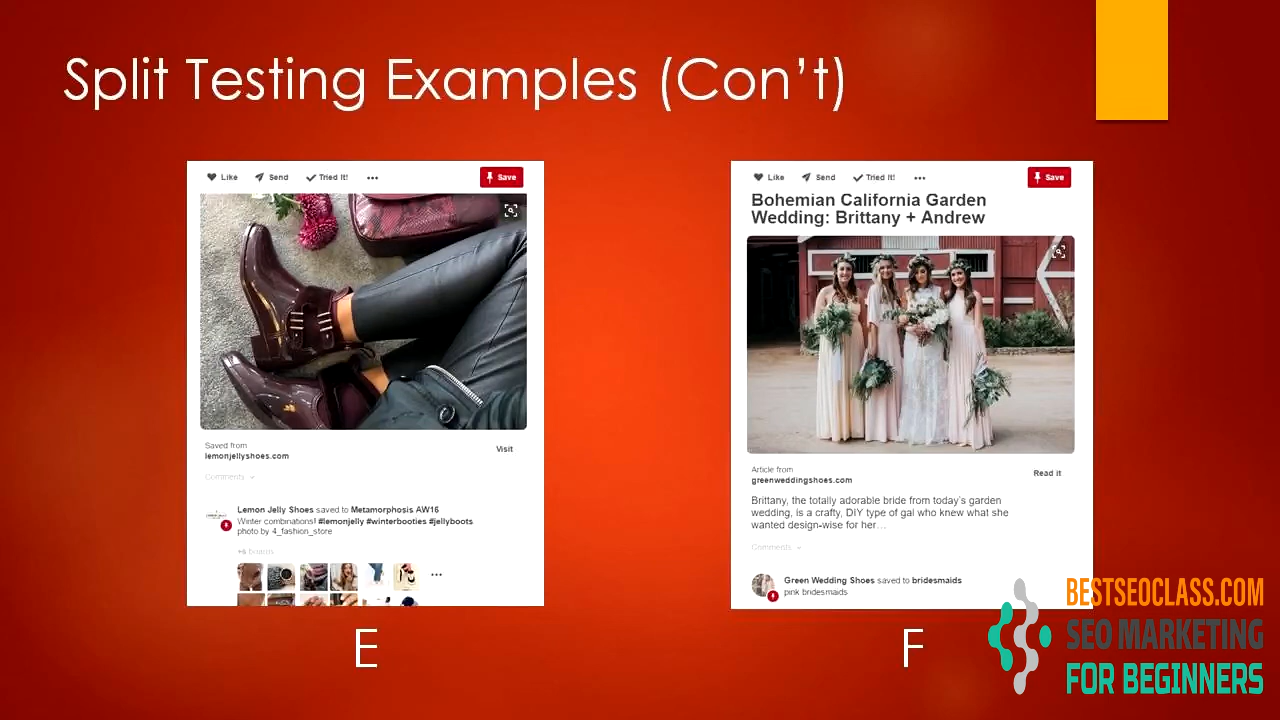 Split Testing Examples (Con't)
Like Send Tried It! ••• Save
Saved from
lemonjellyshoes.com
Visit
Comments
Lemon Jelly Shoes saved to Metamorphosis AW16
Winter combinations! #lemonjelly #winterbooties #jellyboots
photo by 4_fashion_store
+6 boards
•••
E
Like Send Tried It! ••• Save
Bohemian California Garden
Wedding: Brittany + Andrew
Article from
greenweddingshoes.com
Read it
Brittany, the totally adorable bride from today's garden
wedding, is a crafty, DIY type of gal who knew what she
wanted design-wise for her...
Comments
Green Wedding Shoes saved to bridesmaids
pink bridesmaids
F
BESTSEOCLASS.COM
SEO MARKETING
FOR BEGINNERS